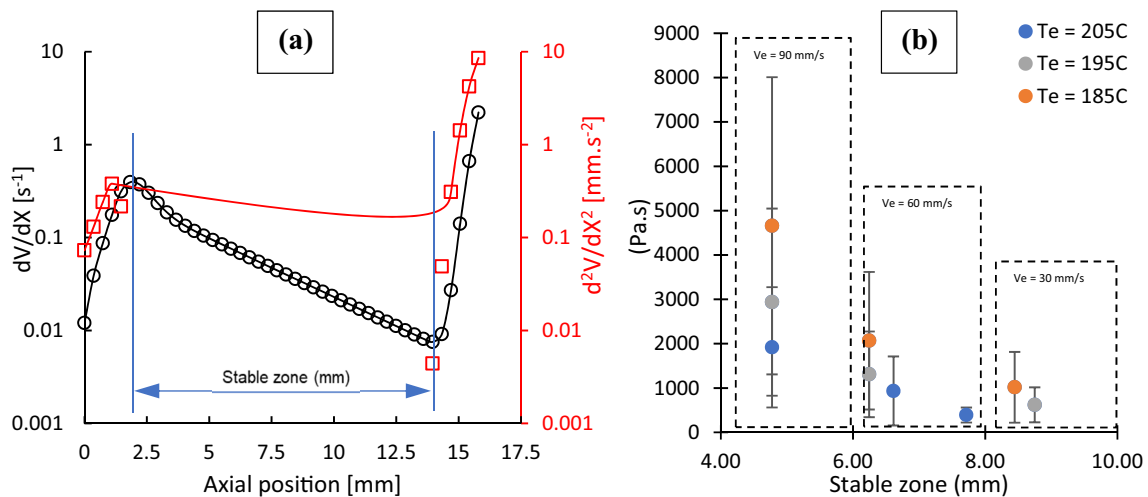 (a)
dV/dX [s⁻¹]
10
1
0.1
0.01
0.001
10
1
0.1
0.01
0.001
d²V/dX² [mm.s⁻²]
Stable zone (mm)
0 2.5 5 7.5 10 12.5 15 17.5
Axial position [mm]
(b)
Te = 205C
Te = 195C
Te = 185C
(Pa.s)
9000
8000
7000
6000
5000
4000
3000
2000
1000
0
Ve = 90 mm/s
Ve = 60 mm/s
Ve = 30 mm/s
4.00 6.00 8.00 10.00
Stable zone (mm)